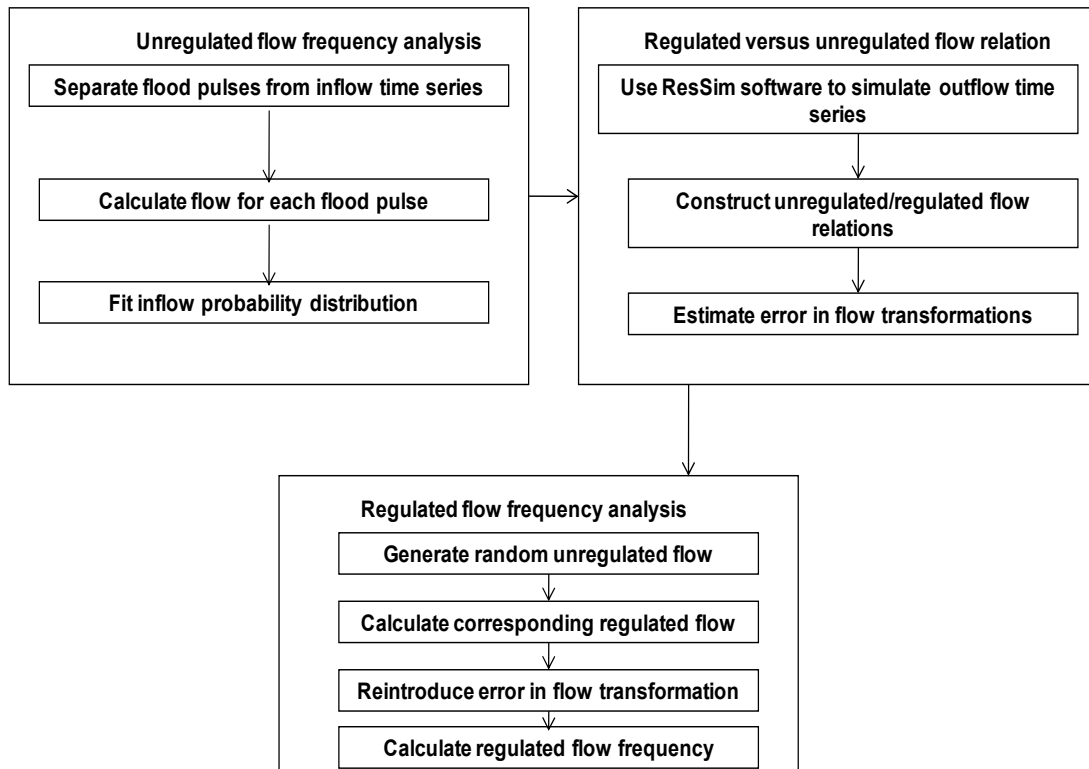 Unregulated flow frequency analysis
Separate flood pulses from inflow time series
Calculate flow for each flood pulse
Fit inflow probability distribution
Regulated versus unregulated flow relation
Use ResSim software to simulate outflow time
series
Construct unregulated/regulated flow
relations
Estimate error in flow transformations
Regulated flow frequency analysis
Generate random unregulated flow
Calculate corresponding regulated flow
Reintroduce error in flow transformation
Calculate regulated flow frequency